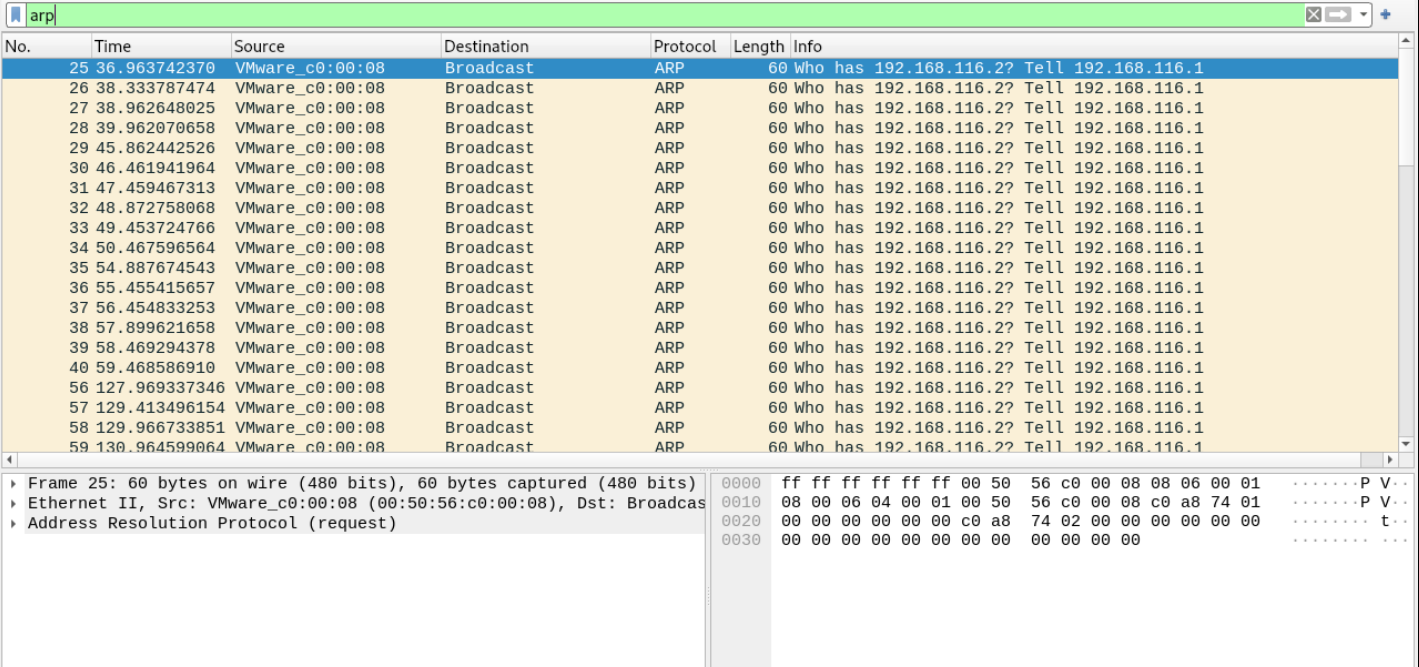 arp
No. Time Source Destination Protocol Length Info
25 36.963742370 VMware_c0:00:08 Broadcast ARP 60 Who has 192.168.116.2? Tell 192.168.116.1
26 38.333787474 VMware_c0:00:08 Broadcast ARP 60 Who has 192.168.116.2? Tell 192.168.116.1
27 38.962648025 VMware_c0:00:08 Broadcast ARP 60 Who has 192.168.116.2? Tell 192.168.116.1
28 39.962070658 VMware_c0:00:08 Broadcast ARP 60 Who has 192.168.116.2? Tell 192.168.116.1
29 45.862442526 VMware_c0:00:08 Broadcast ARP 60 Who has 192.168.116.2? Tell 192.168.116.1
30 46.461941964 VMware_c0:00:08 Broadcast ARP 60 Who has 192.168.116.2? Tell 192.168.116.1
31 47.459467313 VMware_c0:00:08 Broadcast ARP 60 Who has 192.168.116.2? Tell 192.168.116.1
32 48.872758068 VMware_c0:00:08 Broadcast ARP 60 Who has 192.168.116.2? Tell 192.168.116.1
33 49.453724766 VMware_c0:00:08 Broadcast ARP 60 Who has 192.168.116.2? Tell 192.168.116.1
34 50.467596564 VMware_c0:00:08 Broadcast ARP 60 Who has 192.168.116.2? Tell 192.168.116.1
35 54.887674543 VMware_c0:00:08 Broadcast ARP 60 Who has 192.168.116.2? Tell 192.168.116.1
36 55.455415657 VMware_c0:00:08 Broadcast ARP 60 Who has 192.168.116.2? Tell 192.168.116.1
37 56.454833253 VMware_c0:00:08 Broadcast ARP 60 Who has 192.168.116.2? Tell 192.168.116.1
38 57.899621658 VMware_c0:00:08 Broadcast ARP 60 Who has 192.168.116.2? Tell 192.168.116.1
39 58.469294378 VMware_c0:00:08 Broadcast ARP 60 Who has 192.168.116.2? Tell 192.168.116.1
40 59.468586910 VMware_c0:00:08 Broadcast ARP 60 Who has 192.168.116.2? Tell 192.168.116.1
56 127.969337346 VMware_c0:00:08 Broadcast ARP 60 Who has 192.168.116.2? Tell 192.168.116.1
57 129.413496154 VMware_c0:00:08 Broadcast ARP 60 Who has 192.168.116.2? Tell 192.168.116.1
58 129.966733851 VMware_c0:00:08 Broadcast ARP 60 Who has 192.168.116.2? Tell 192.168.116.1
59 130.964599064 VMware_c0:00:08 Broadcast ARP 60 Who has 192.168.116.2? Tell 192.168.116.1
Frame 25: 60 bytes on wire (480 bits), 60 bytes captured (480 bits)
Ethernet II, Src: VMware_c0:00:08 (00:50:56:c0:00:08), Dst: Broadcas
Address Resolution Protocol (request)
0000 ff ff ff ff ff ff 00 50 56 c0 00 08 08 06 00 01 ·······P V···
0010 08 00 06 04 00 01 00 50 56 c0 00 08 c0 a8 74 01 ·······P V···
0020 00 00 00 00 00 00 c0 a8 74 02 00 00 00 00 00 00 ········ t···
0030 00 00 00 00 00 00 00 00 00 00 00 00 ········ ···